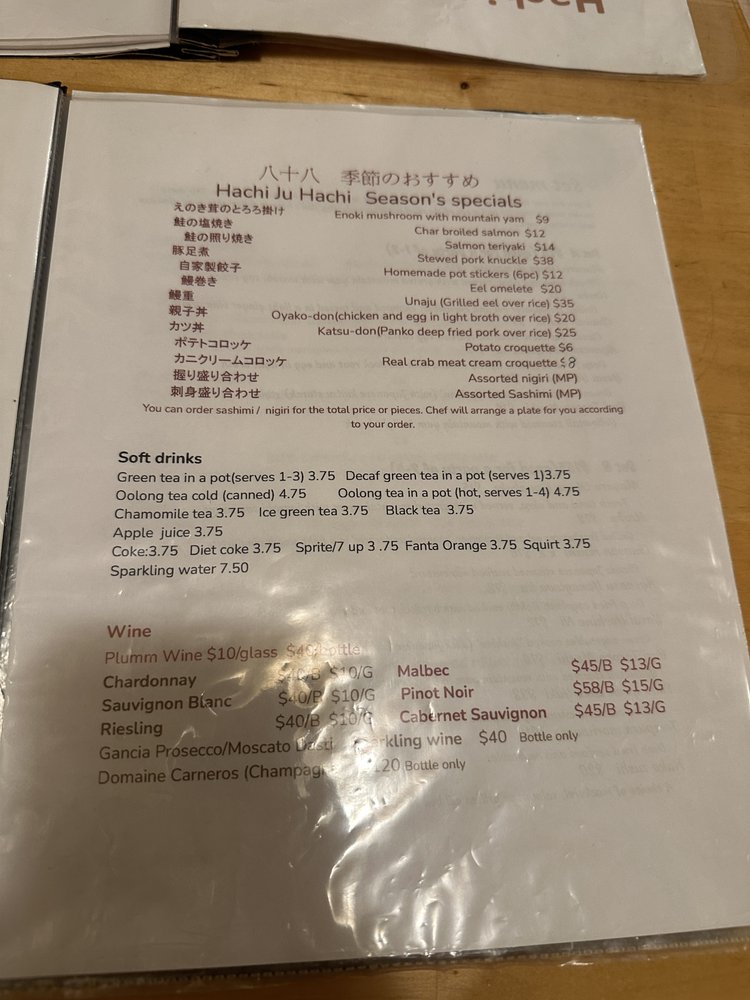 八十八 季節のおすすめ
Hachi Ju Hachi Season's specials
えのき茸のとろろ掛け Enoki mushroom with mountain yam $9
鮭の塩焼き Char broiled salmon $12
鮭の照り焼き Salmon teriyaki $14
豚足煮 Stewed pork knuckle $38
自家製餃子 Homemade pot stickers (6pc) $12
鰻巻き Eel omelete $20
鰻重 Unaju (Grilled eel over rice) $35
親子丼 Oyako-don(chicken and egg in light broth over rice) $20
カツ丼 Katsu-don(Panko deep fried pork over rice) $25
ポテトコロッケ Potato croquette $6
カニクリームコロッケ Real crab meat cream croquette $8
握り盛り合わせ Assorted nigiri (MP)
刺身盛り合わせ Assorted Sashimi (MP)
You can order sashimi / nigiri for the total price or pieces. Chef will arrange a plate for you according
to your order.
Soft drinks
Green tea in a pot(serves 1-3) 3.75 Decaf green tea in a pot (serves 1)3.75
Oolong tea cold (canned) 4.75 Oolong tea in a pot (hot, serves 1-4) 4.75
Chamomile tea 3.75 Ice green tea 3.75 Black tea 3.75
Apple juice 3.75
Coke:3.75 Diet coke 3.75 Sprite/7 up 3 .75 Fanta Orange 3.75 Squirt 3.75
Sparkling water 7.50
Wine
Plumm Wine $10/glass $40/bottle
Chardonnay $40/B $10/G Malbec $45/B $13/G
Sauvignon Blanc $40/B $10/G Pinot Noir $58/B $15/G
Riesling $40/B $10/G Cabernet Sauvignon $45/B $13/G
Gancia Prosecco/Moscato Dasti Sparkling wine $40 Bottle only
Domaine Carneros (Champagne Bottle only